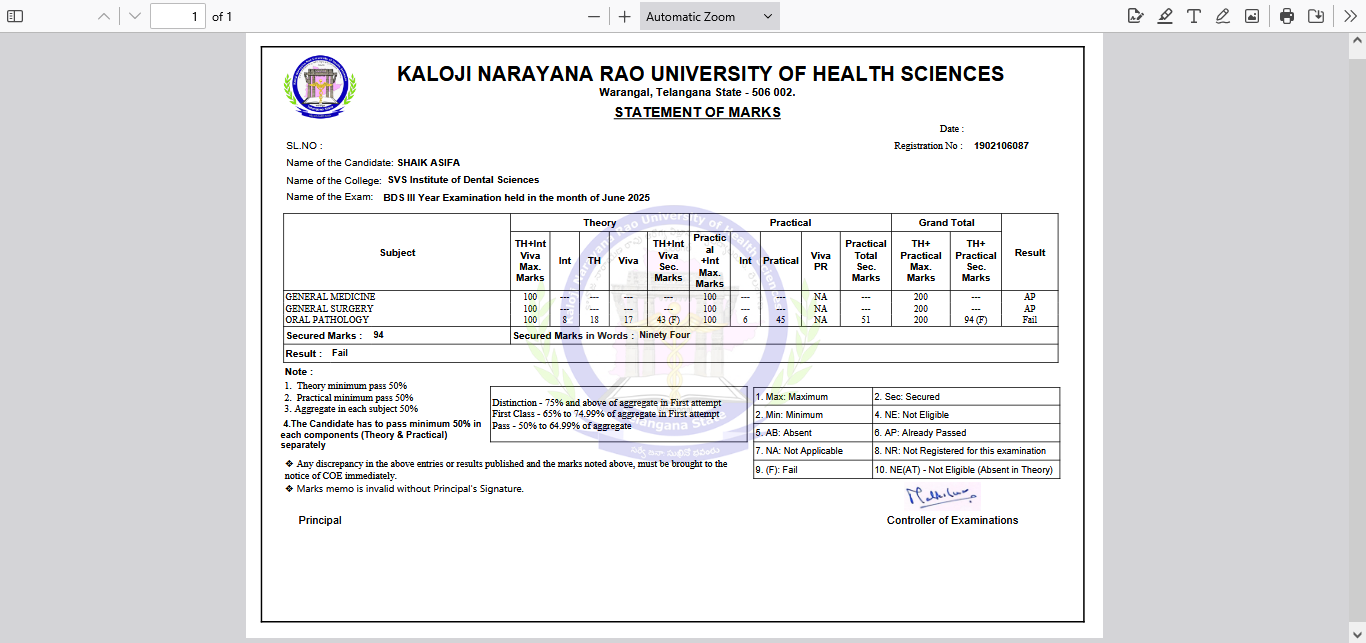 1 of 1
Automatic Zoom
KALOJI NARAYANA RAO UNIVERSITY OF HEALTH SCIENCES
Warangal, Telangana State - 506 002.
STATEMENT OF MARKS
Date :
SL.NO :
Registration No : 1902106087
Name of the Candidate: SHAIK ASIFA
Name of the College: SVS Institute of Dental Sciences
Name of the Exam: BDS III Year Examination held in the month of June 2025
Subject Theory Practical Grand Total Result
TH+Int Viva Max. Marks Int TH Viva TH+Int Viva Sec. Marks Practical +Int Max. Marks Int Pratical Viva PR Practical Total Sec. Marks TH+ Practical Max. Marks TH+ Practical Sec. Marks
GENERAL MEDICINE 100 --- --- --- --- 100 --- --- NA --- 200 --- AP
GENERAL SURGERY 100 --- --- --- --- 100 --- --- NA --- 200 --- AP
ORAL PATHOLOGY 100 8 18 17 43 (F) 100 6 45 NA 51 200 94 (F) Fail
Secured Marks : 94 Secured Marks in Words : Ninety Four
Result : Fail
Note :
1. Theory minimum pass 50%
2. Practical minimum pass 50%
3. Aggregate in each subject 50%
4.The Candidate has to pass minimum 50% in
each components (Theory & Practical)
separately
Distinction - 75% and above of aggregate in First attempt
First Class - 65% to 74.99% of aggregate in First attempt
Pass - 50% to 64.99% of aggregate
1. Max: Maximum 2. Sec: Secured
2. Min: Minimum 4. NE: Not Eligible
5. AB: Absent 6. AP: Already Passed
7. NA: Not Applicable 8. NR: Not Registered for this examination
9. (F): Fail 10. NE(AT) - Not Eligible (Absent in Theory)
❖ Any discrepancy in the above entries or results published and the marks noted above, must be brought to the
notice of COE immediately.
❖ Marks memo is invalid without Principal's Signature.
Principal
Controller of Examinations